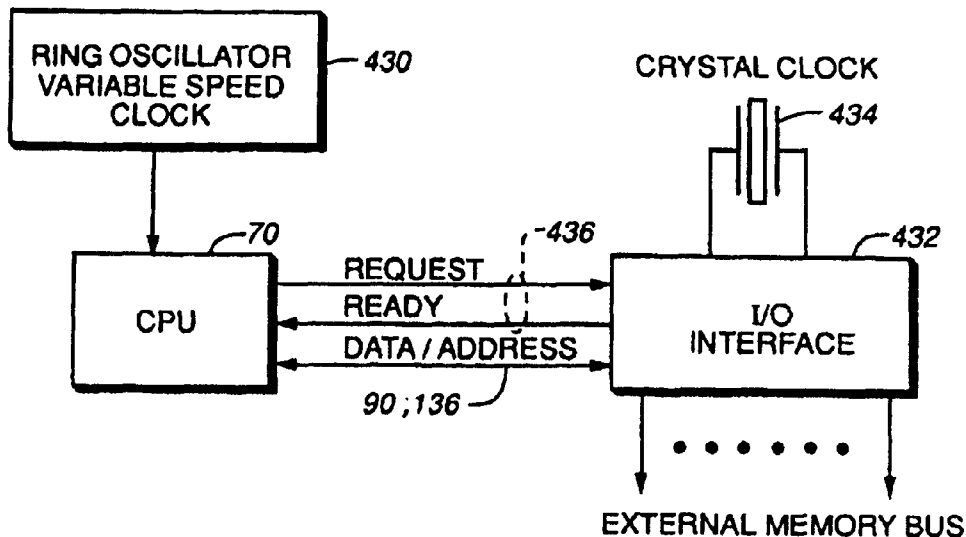 RING OSCILLATOR
VARIABLE SPEED
CLOCK
430
CRYSTAL CLOCK
434
70
436
432
CPU
REQUEST
READY
DATA / ADDRESS
90 ; 136
I/O
INTERFACE
EXTERNAL MEMORY BUS